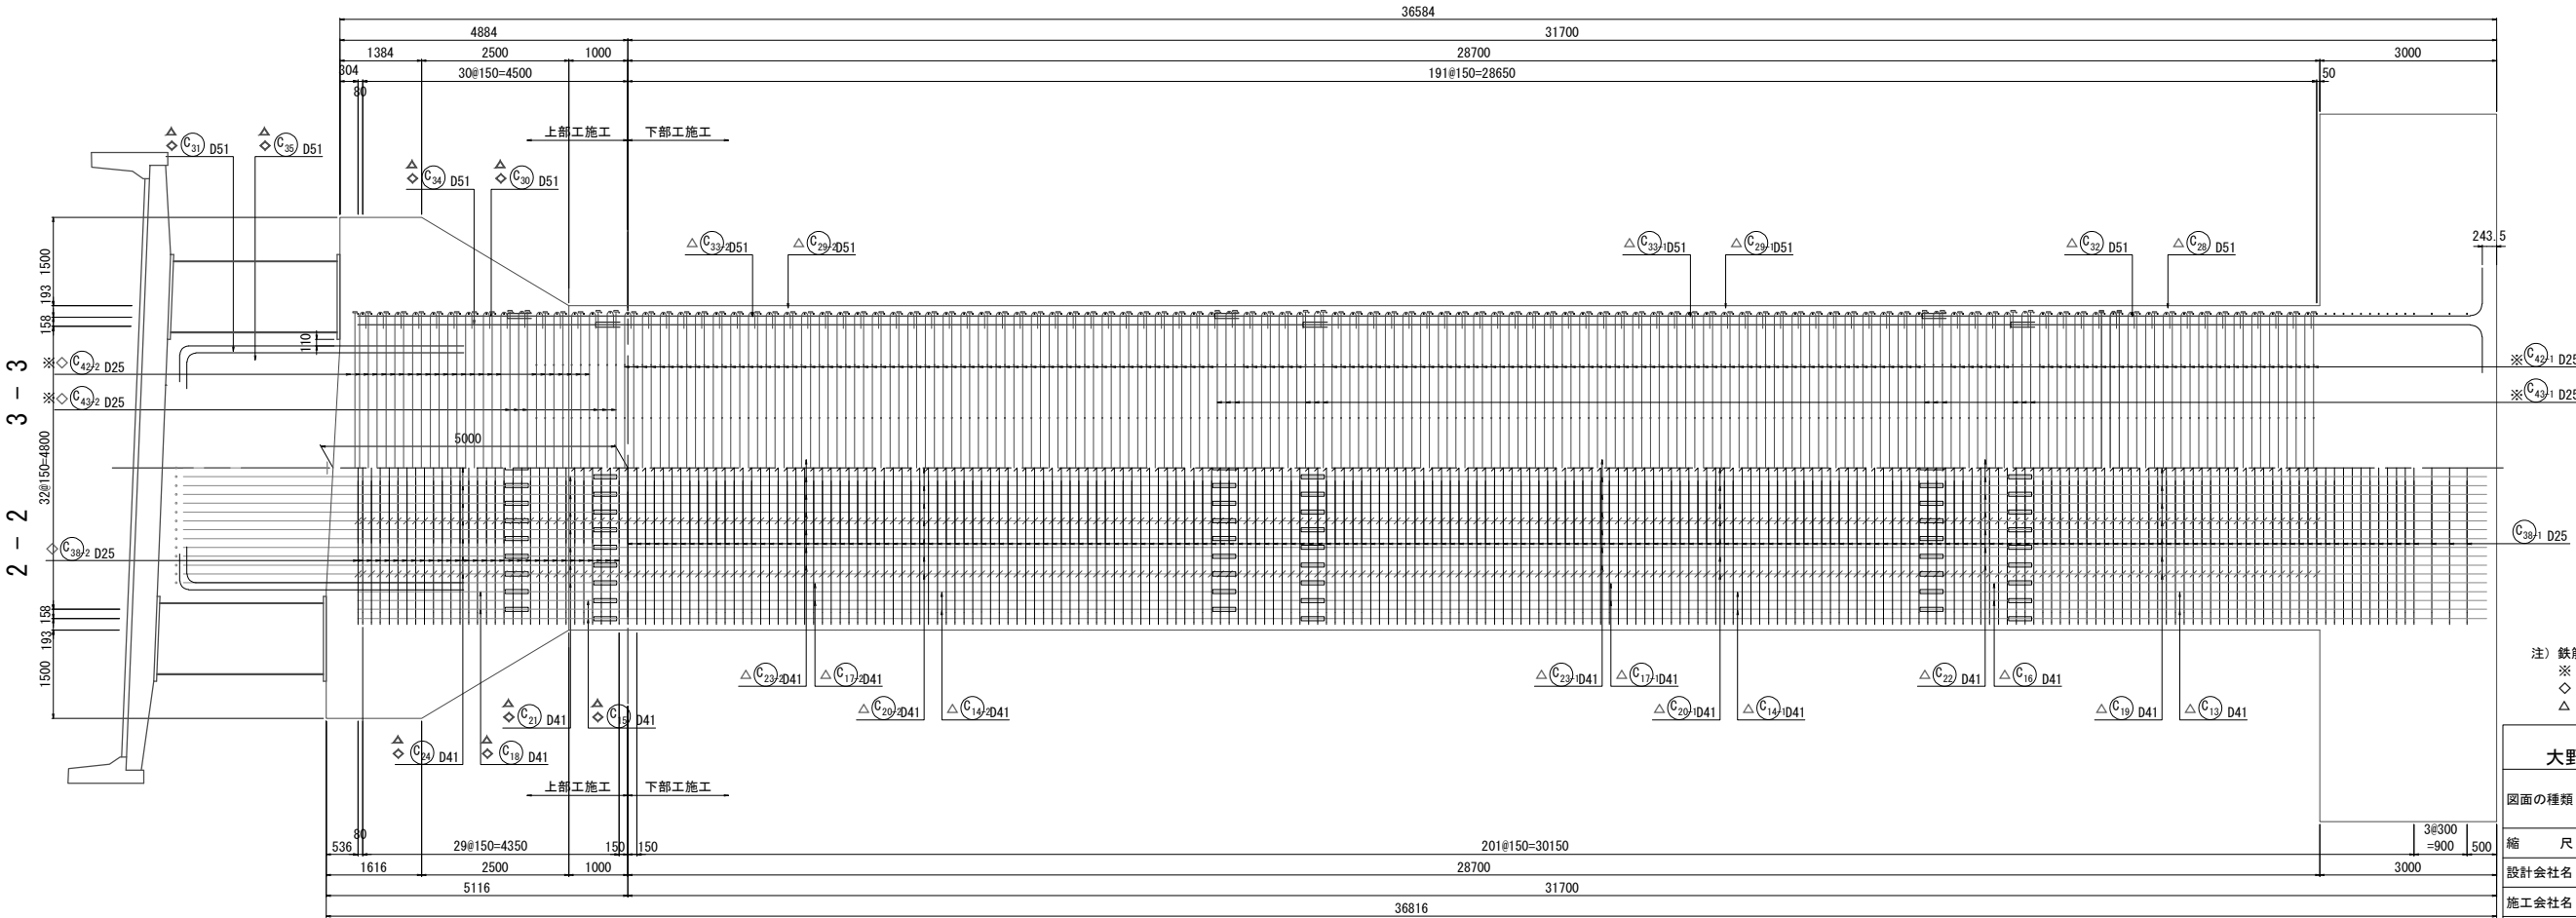 36584
4884
31700
1384
2500
1000
28700
3000
304
30@150=4500
191@150=28650
50
80
上部工施工
下部工施工
△
◇ C31 D51
△
◇ C35 D51
△
◇ C34 D51
△
◇ C30 D51
△ C33-2 D51
△ C29-2 D51
△ C33-1 D51
△ C29-1 D51
△ C32 D51
△ C28 D51
243.5
1500
193
158
110
3 - 3
※◇ C42-2 D25
※◇ C43-2 D25
※ C42-1 D25
※ C43-1 D25
5000
32@150=4800
2 - 2
◇ C38-2 D25
C38-1 D25
158
193
1500
△ C23-2 D41
△ C17-2 D41
△ C23-1 D41
△ C17-1 D41
△ C22 D41
△ C16 D41
△
◇ C21 D41
△
◇ C15 D41
△ C20-2 D41
△ C14-2 D41
△ C20-1 D41
△ C14-1 D41
△ C19 D41
△ C13 D41
△
◇ C24 D41
△
◇ C18 D41
上部工施工
下部工施工
注）鉄
※
◇
△
大野
図面の種類
縮 尺
設計会社名
施工会社名
80
536
29@150=4350
150
150
201@150=30150
3@300
=900
500
1616
2500
1000
28700
3000
5116
31700
36816